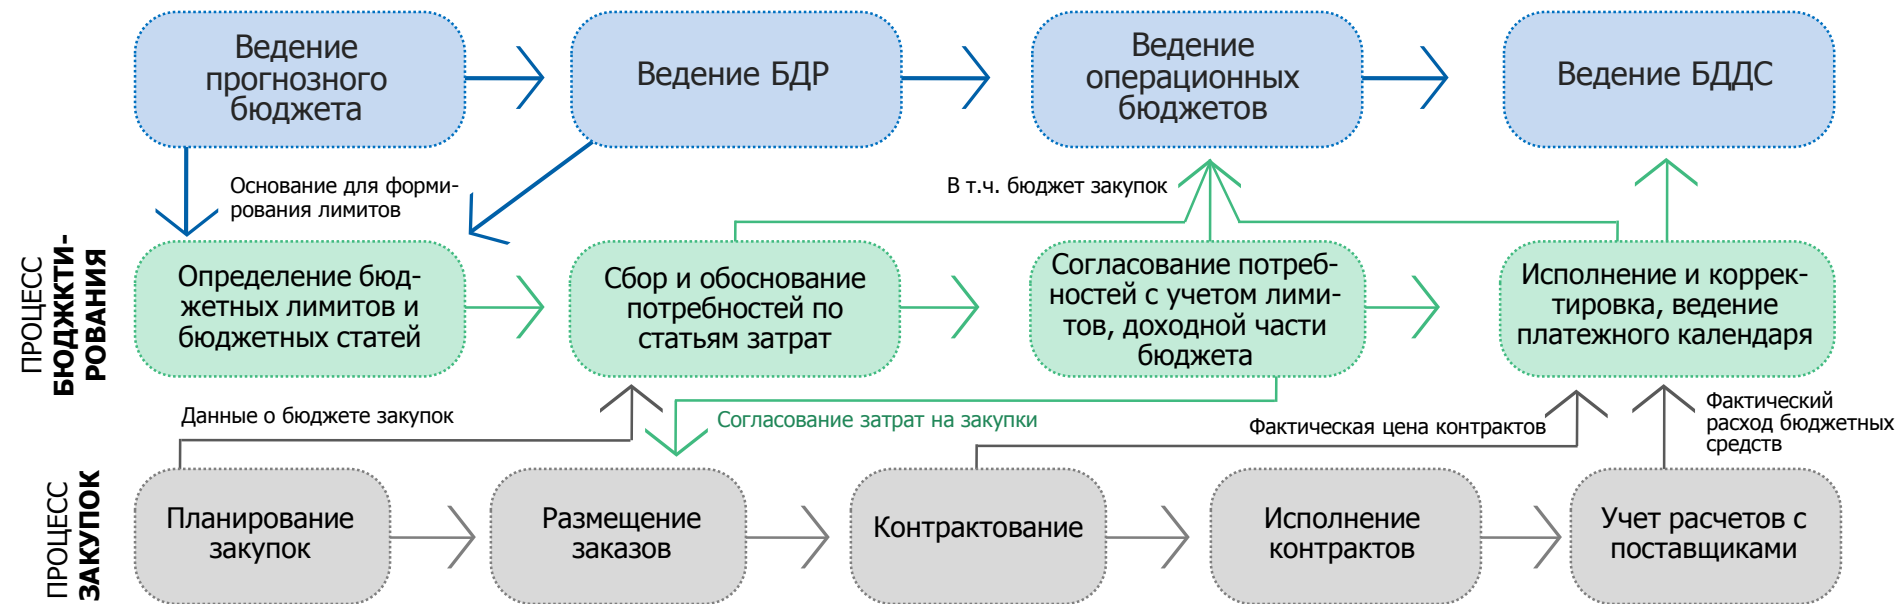 Ведение
прогнозного
бюджета
Ведение БДР
Ведение
операционных
бюджетов
Ведение БДДС
Основание для форми-
рования лимитов
В т.ч. бюджет закупок
ПРОЦЕСС
БЮДЖКТИ-
РОВАНИЯ
Определение бюд-
жетных лимитов и
бюджетных статей
Сбор и обоснование
потребностей по
статьям затрат
Согласование потреб-
ностей с учетом лими-
тов, доходной части
бюджета
Исполнение и коррек-
тировка, ведение
платежного календаря
Данные о бюджете закупок
Согласование затрат на закупки
Фактическая цена контрактов
Фактический
расход бюджетных
средств
ПРОЦЕСС
ЗАКУПОК
Планирование
закупок
Размещение
заказов
Контрактование
Исполнение
контрактов
Учет расчетов с
поставщиками